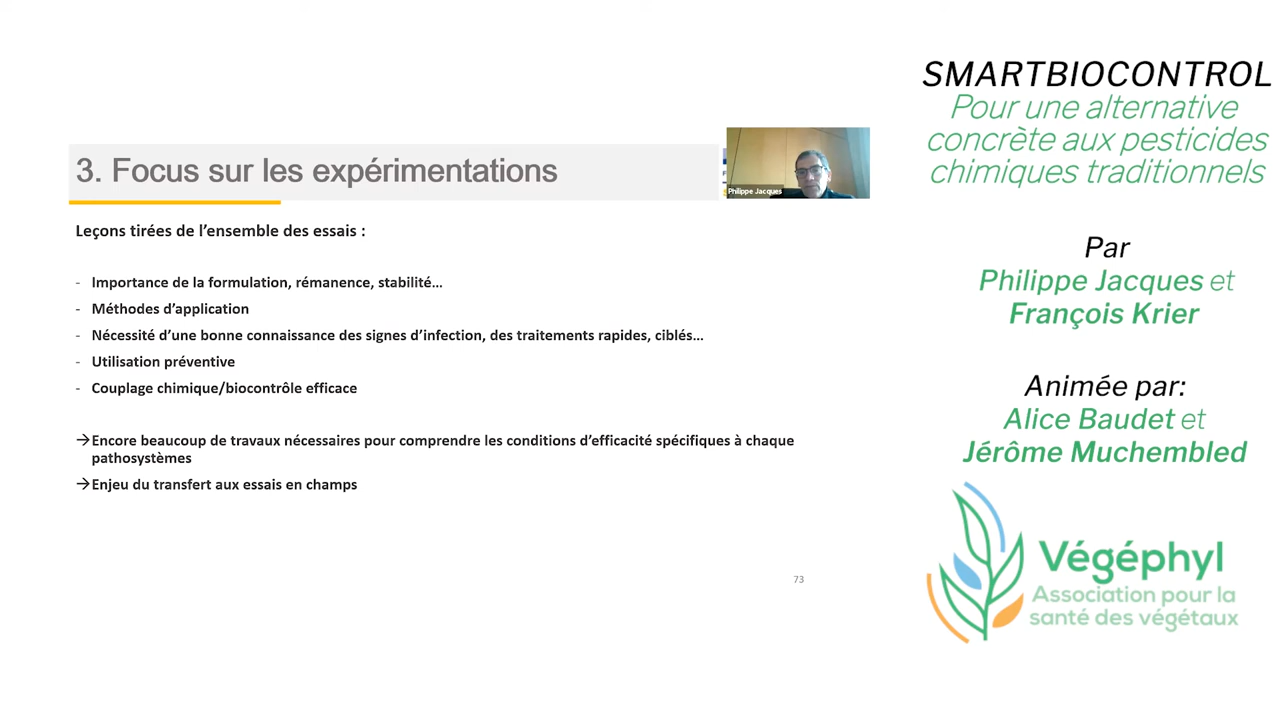 3. Focus sur les expérimentations
Philippe Jacques
Leçons tirées de l’ensemble des essais :
- Importance de la formulation, rémanence, stabilité…
- Méthodes d’application
- Nécessité d’une bonne connaissance des signes d’infection, des traitements rapides, ciblés…
- Utilisation préventive
- Couplage chimique/biocontrôle efficace
→Encore beaucoup de travaux nécessaires pour comprendre les conditions d’efficacité spécifiques à chaque
pathosystèmes
→Enjeu du transfert aux essais en champs
73
SMARTBIOCONTROL
Pour une alternative
concrète aux pesticides
chimiques traditionnels
Par
Philippe Jacques et
François Krier
Animée par:
Alice Baudet et
Jérôme Muchembled
Végéphyl
Association pour la
santé des végétaux